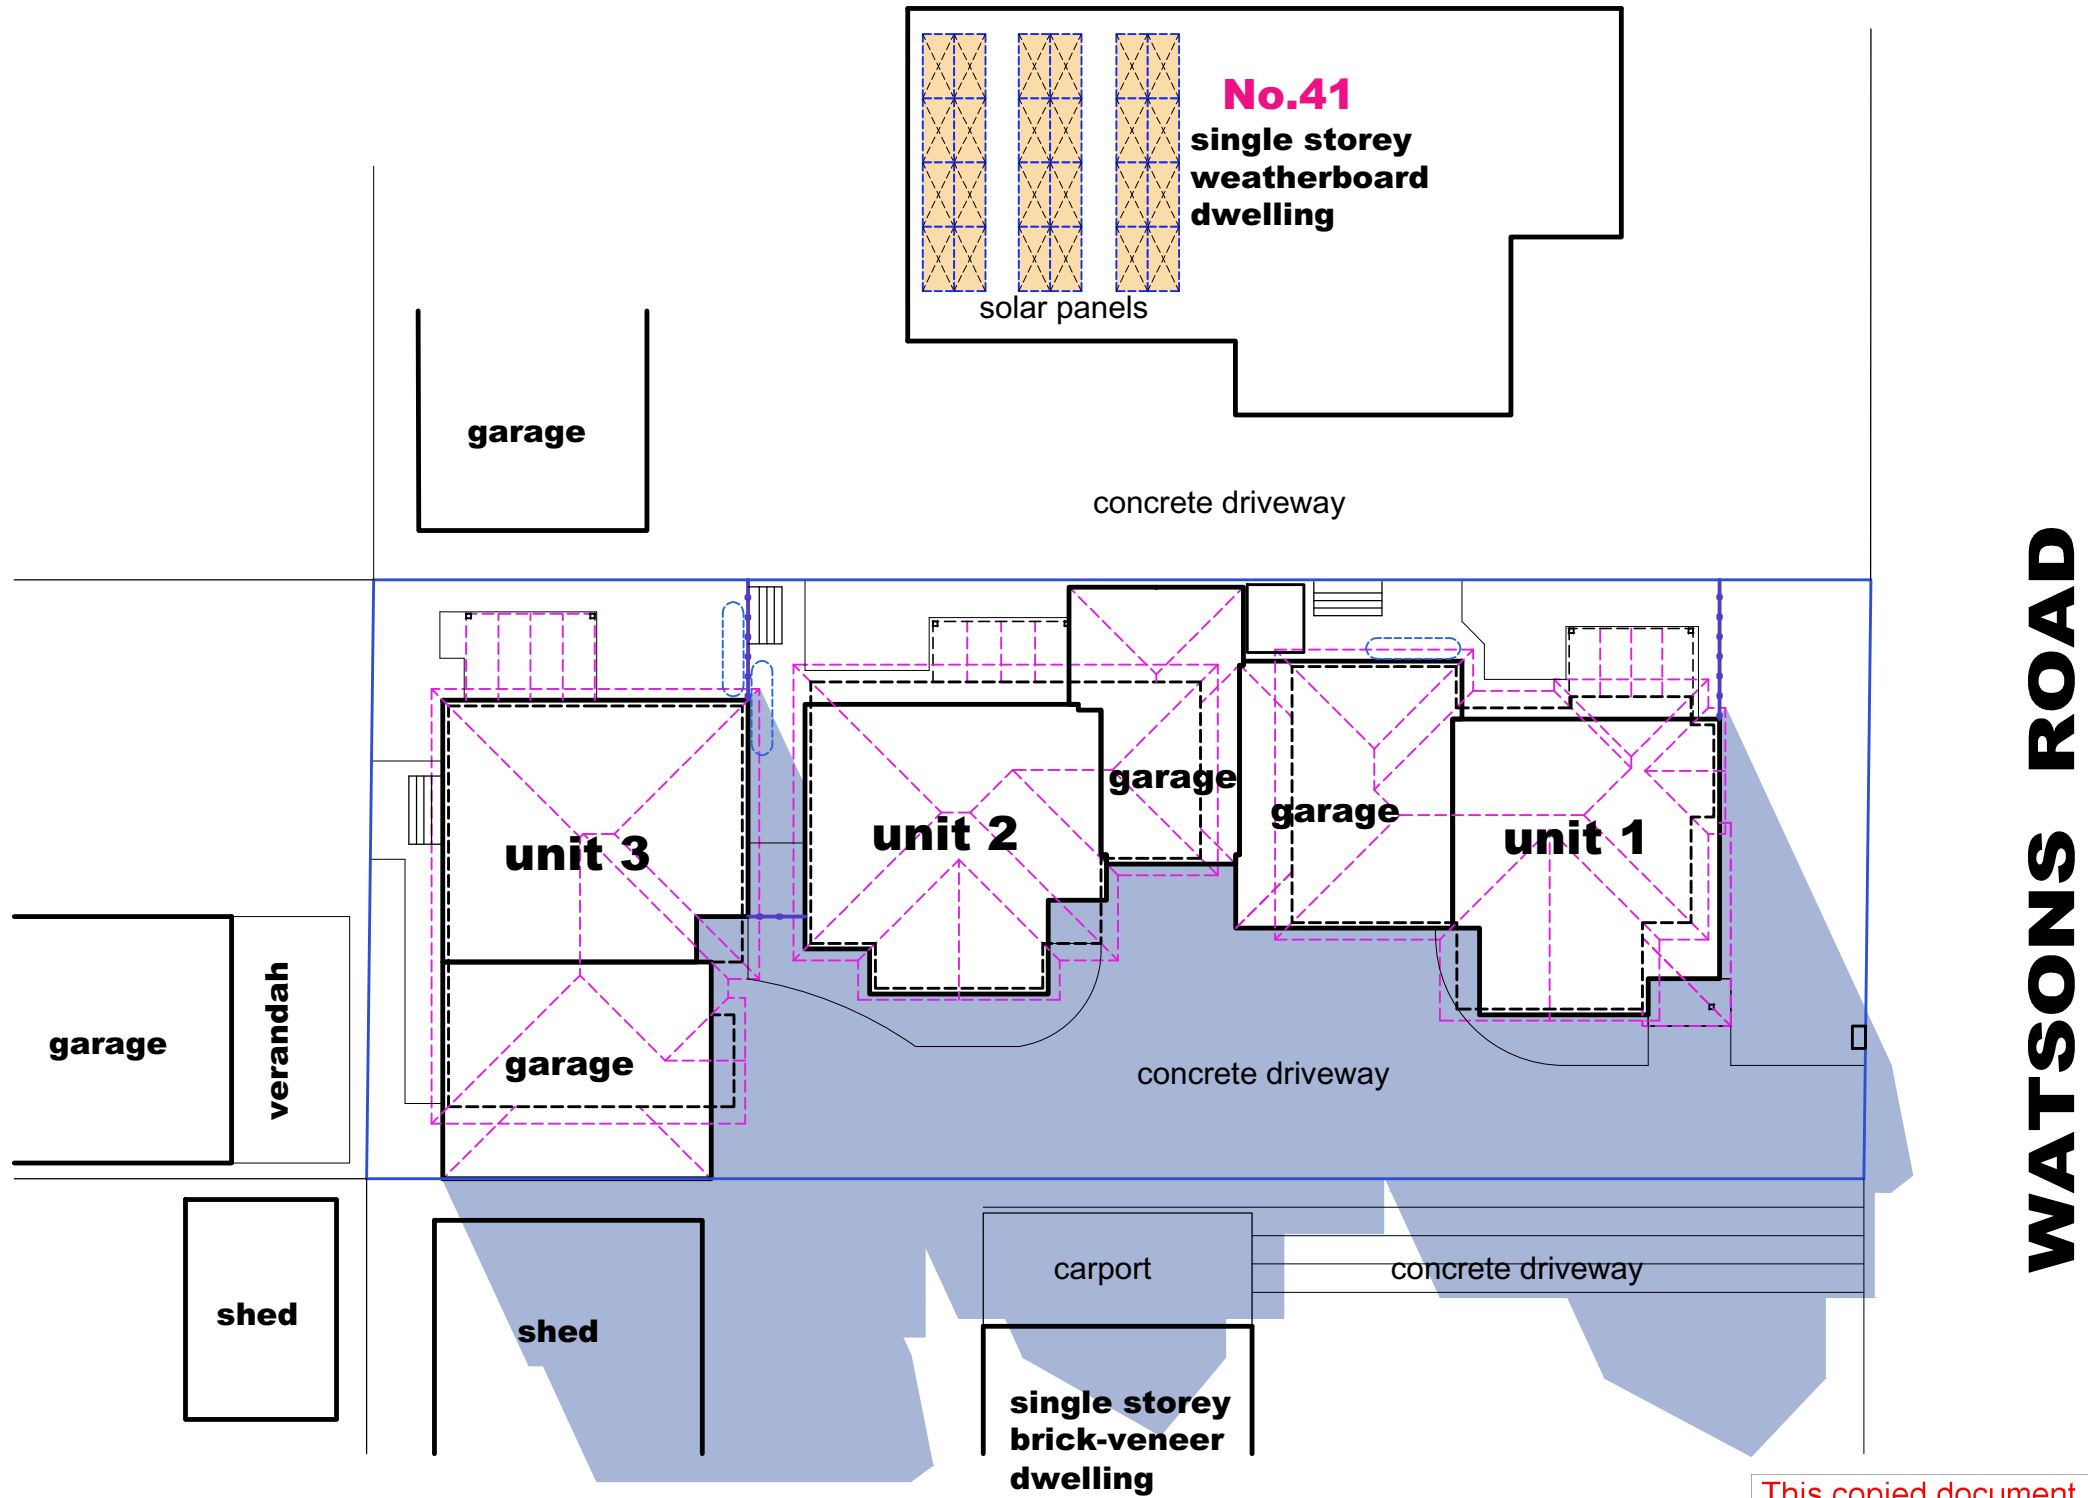 No.41
single storey
weatherboard
dwelling
solar panels
garage
concrete driveway
WATSONS ROAD
garage
garage
unit 2
unit 1
unit 3
garage
verandah
garage
concrete driveway
carport
concrete driveway
shed
shed
single storey
brick-veneer
dwelling
This copied document